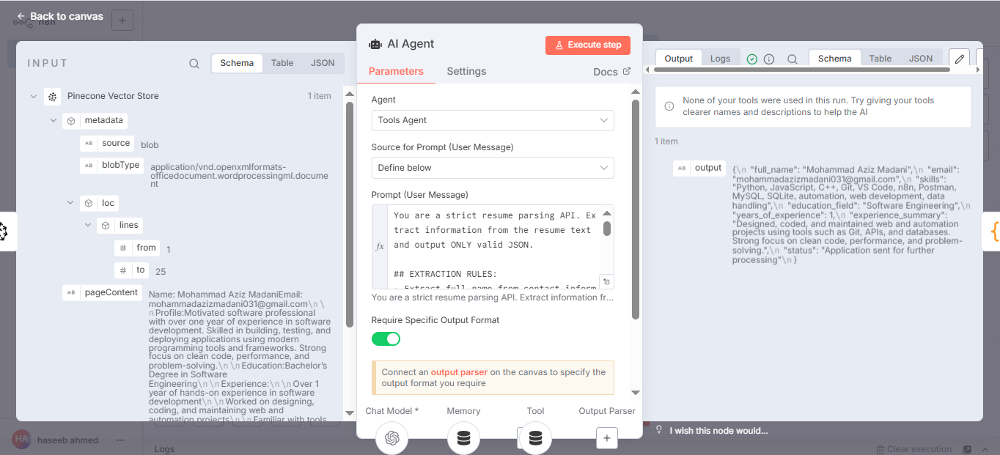 ← Back to canvas
n8n
INPUT
Schema
Table
JSON
Pinecone Vector Store
1 item
metadata
AB source blob
AB blobType application/vnd.openxmlformats-
officedocument.wordprocessingml.docume
nt
loc
lines
# from 1
# to 25
AB pageContent Name: Mohammad Aziz MadaniEmail:
mohammadazizmadani031@gmail.com\n\
nProfile:Motivated software professional
with over one year of experience in software
development. Skilled in building, testing, and
deploying applications using modern
programming tools and frameworks. Strong
focus on clean code, performance, and
problem-solving.\n\nEducation:Bachelor’s
Degree in Software
Engineering\n\nExperience:\n\nOver 1
year of hands-on experience in software
development\n\nWorked on designing,
coding, and maintaining web and
automation projects\n\nFamiliar with tools
HA haseeb ahmed ...
AI Agent
Execute step
Parameters
Settings
Docs
Agent
Tools Agent
Source for Prompt (User Message)
Define below
Prompt (User Message)
fx
You are a strict resume parsing API. Ex
tract information from the resume text
and output ONLY valid JSON.
## EXTRACTION RULES:
- Extract full name from contact inform
You are a strict resume parsing API. Extract information fr...
Require Specific Output Format
Connect an output parser on the canvas to specify the
output format you require
Chat Model *
Memory
Tool
Output Parser
+
Output
Logs
Schema
Table
JSON
None of your tools were used in this run. Try giving your tools
clearer names and descriptions to help the AI
1 item
AB output {\n "full_name": "Mohammad Aziz Madani",\n "email":
"mohammadazizmadani031@gmail.com",\n "skills":
"Python, JavaScript, C++, Git, VS Code, n8n, Postman,
MySQL, SQLite, automation, web development, data
handling",\n "education_field": "Software Engineering",\n
"years_of_experience": 1,\n "experience_summary":
"Designed, coded, and maintained web and automation
projects using tools such as Git, APIs, and databases.
Strong focus on clean code, performance, and problem-
solving.",\n "status": "Application sent for further
processing"\n}
I wish this node would...
Logs
Clear execution